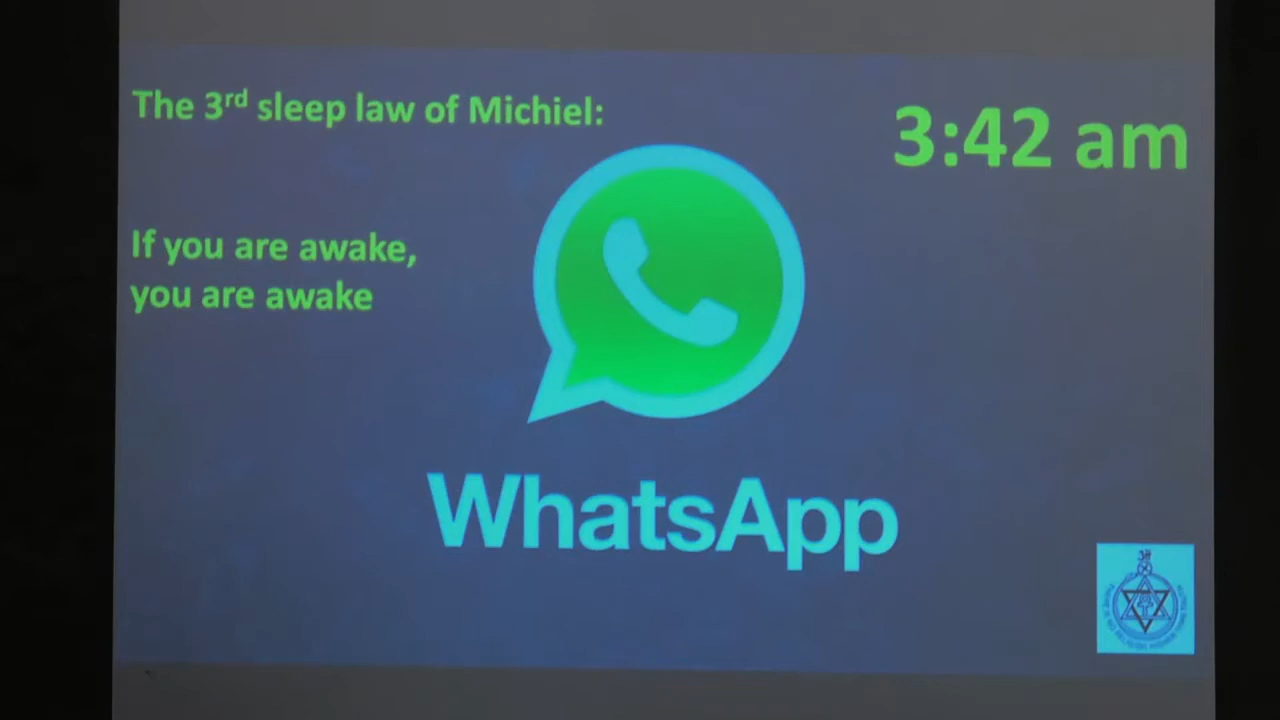 The 3rd sleep law of Michiel:
3:42 am
If you are awake,
you are awake
WhatsApp